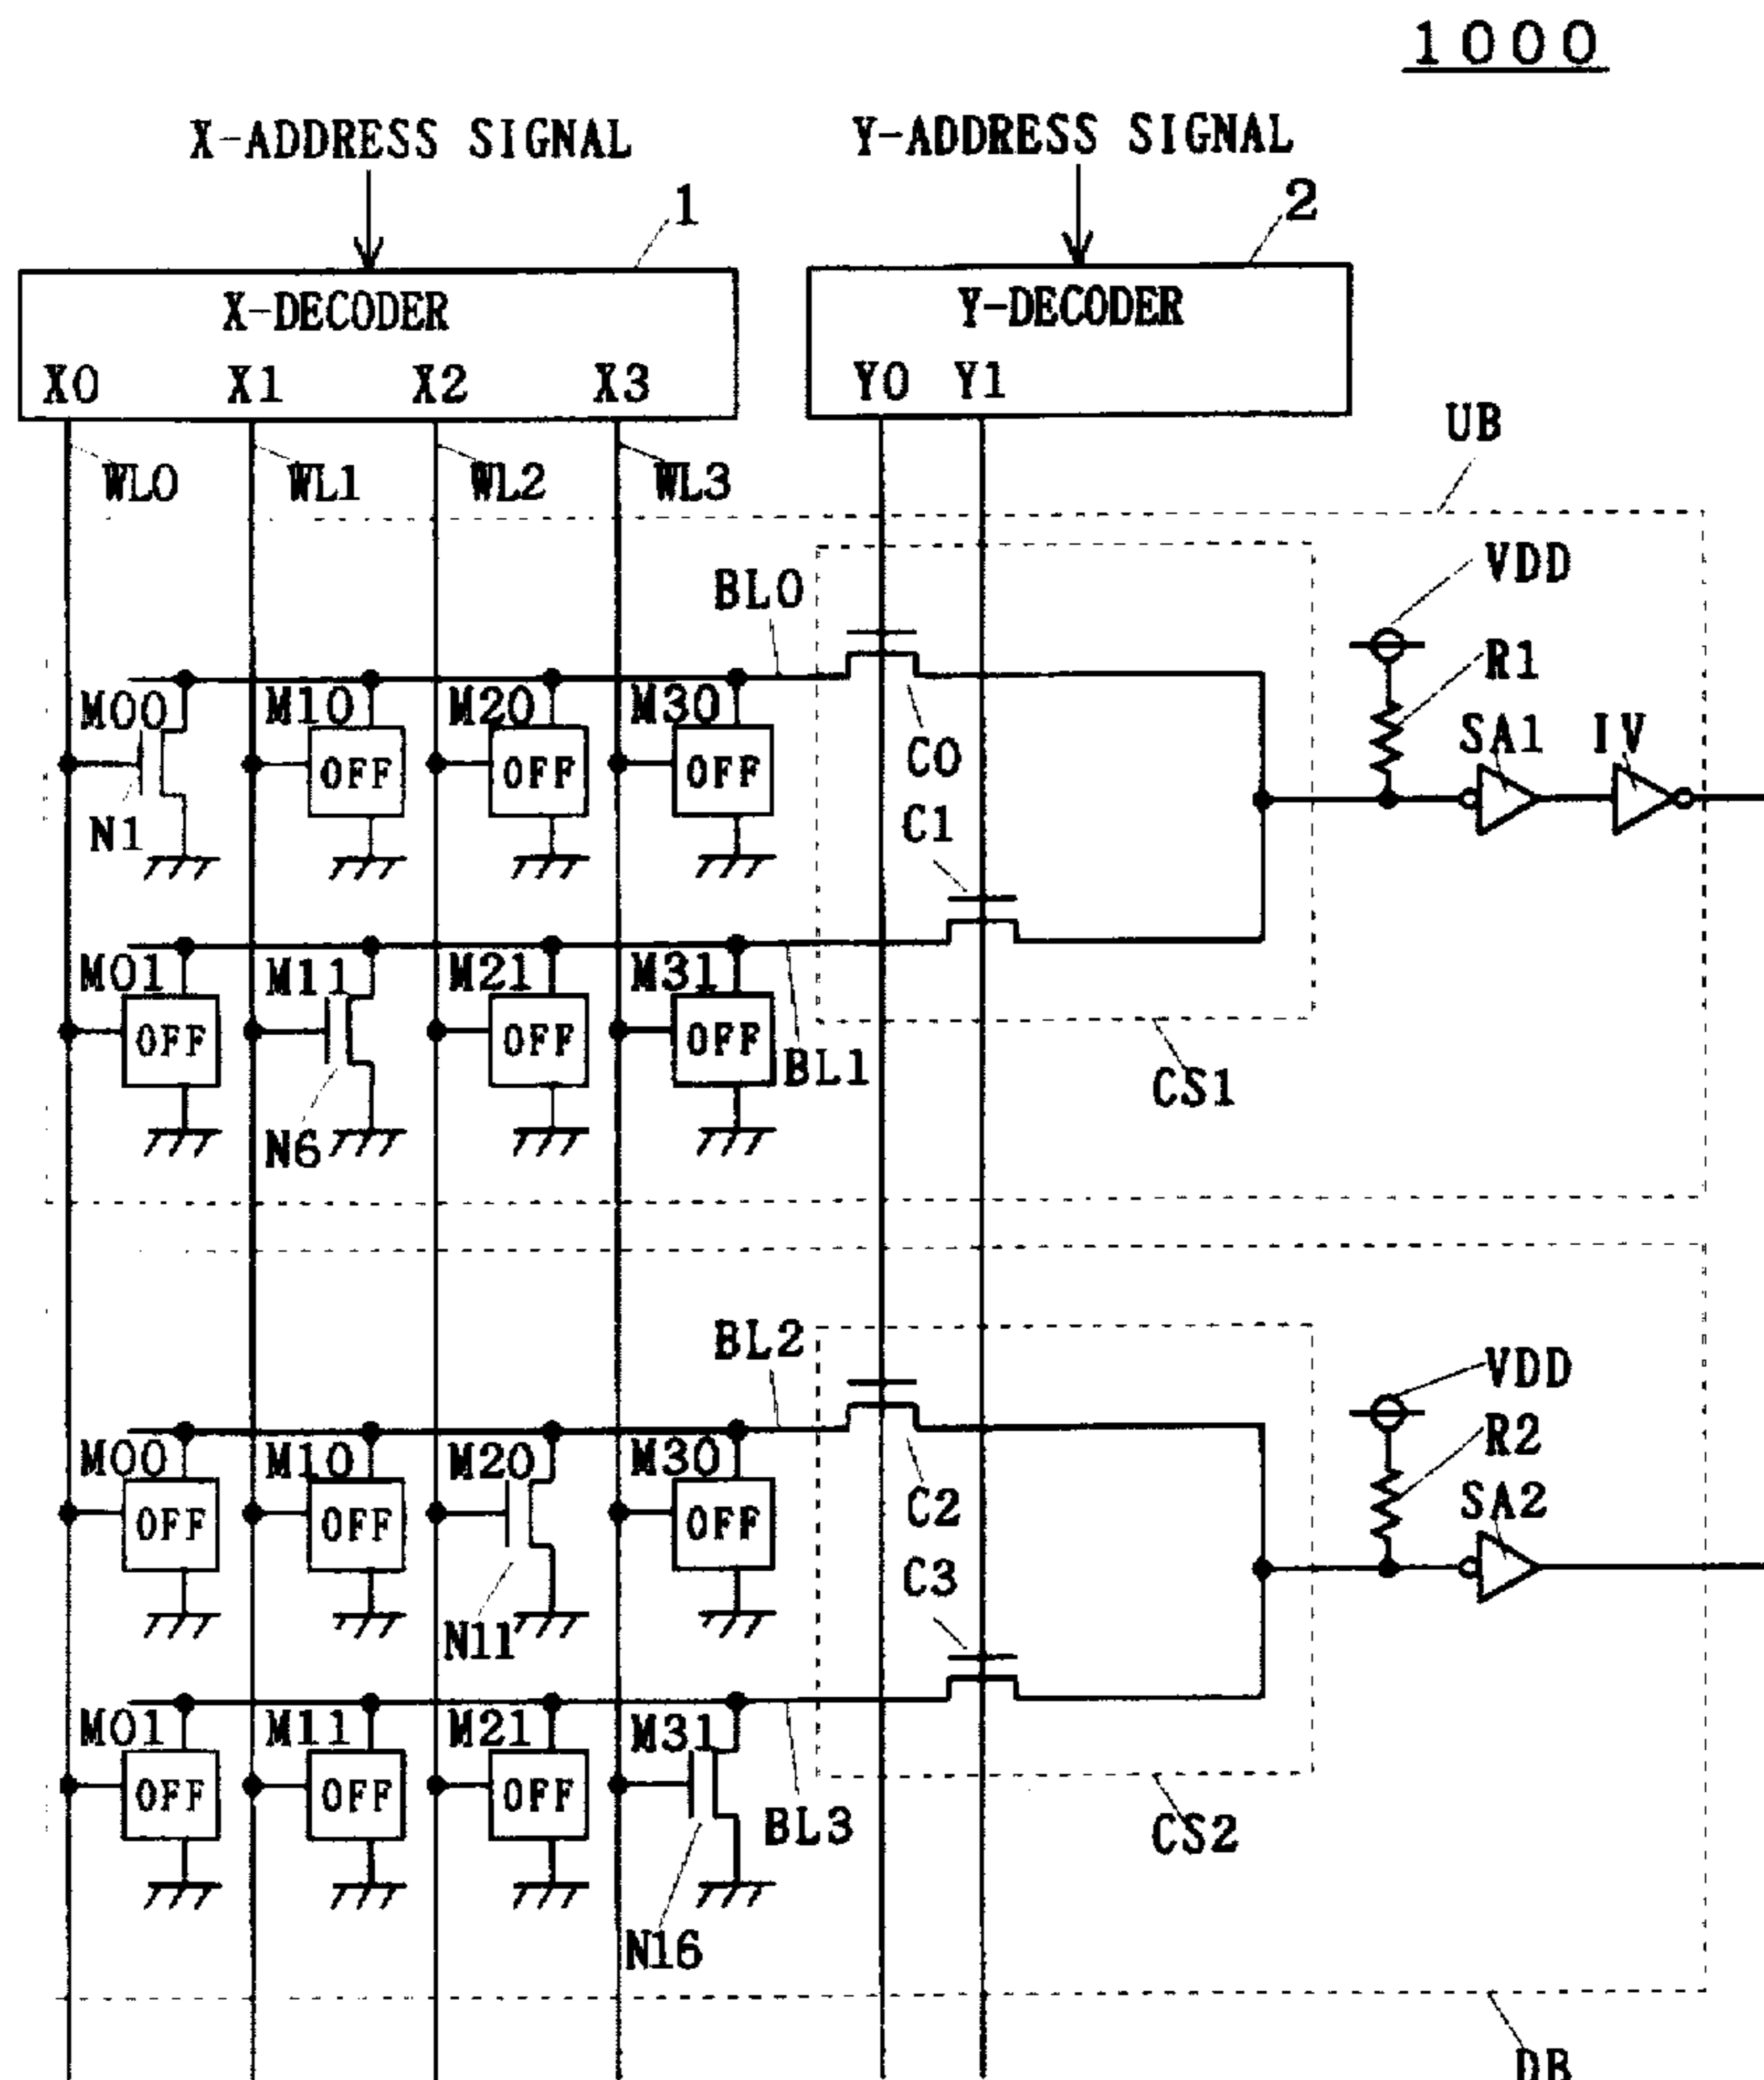 1000
X-ADDRESS SIGNAL
Y-ADDRESS SIGNAL
1
2
X-DECODER
Y-DECODER
X0 X1 X2 X3
Y0 Y1
UB
WL0 WL1 WL2 WL3
VDD
BL0
R1
M00 M10 M20 M30
SA1 IV
C0
OFF OFF OFF
N1
C1
M01 M11 M21 M31
OFF OFF OFF
BL1
CS1
N6
BL2
VDD
R2
M00 M10 M20 M30
SA2
C2
OFF OFF OFF
C3
N11
M01 M11 M21 M31
OFF OFF OFF
BL3
CS2
N16
DB